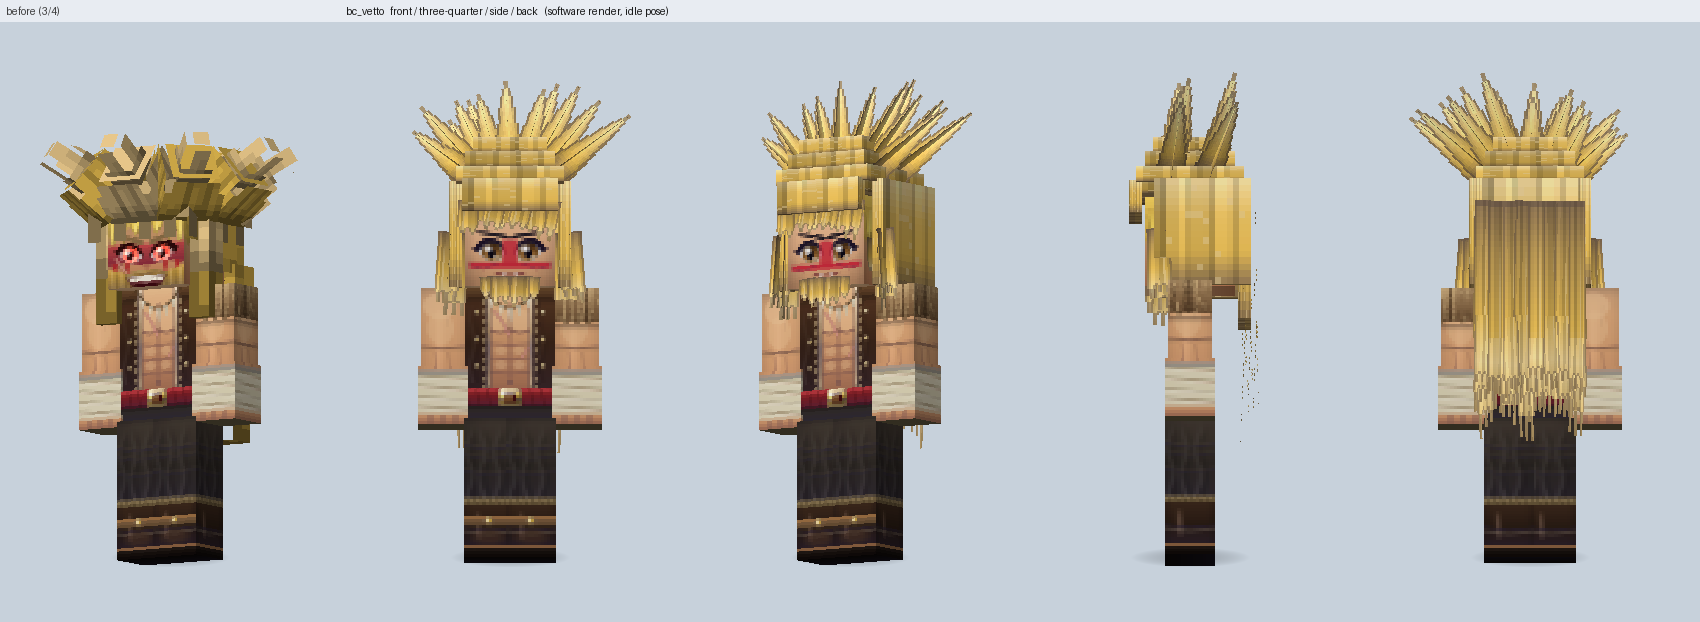 before (3/4)
bc_vetto front / three-quarter / side / back (software render, idle pose)